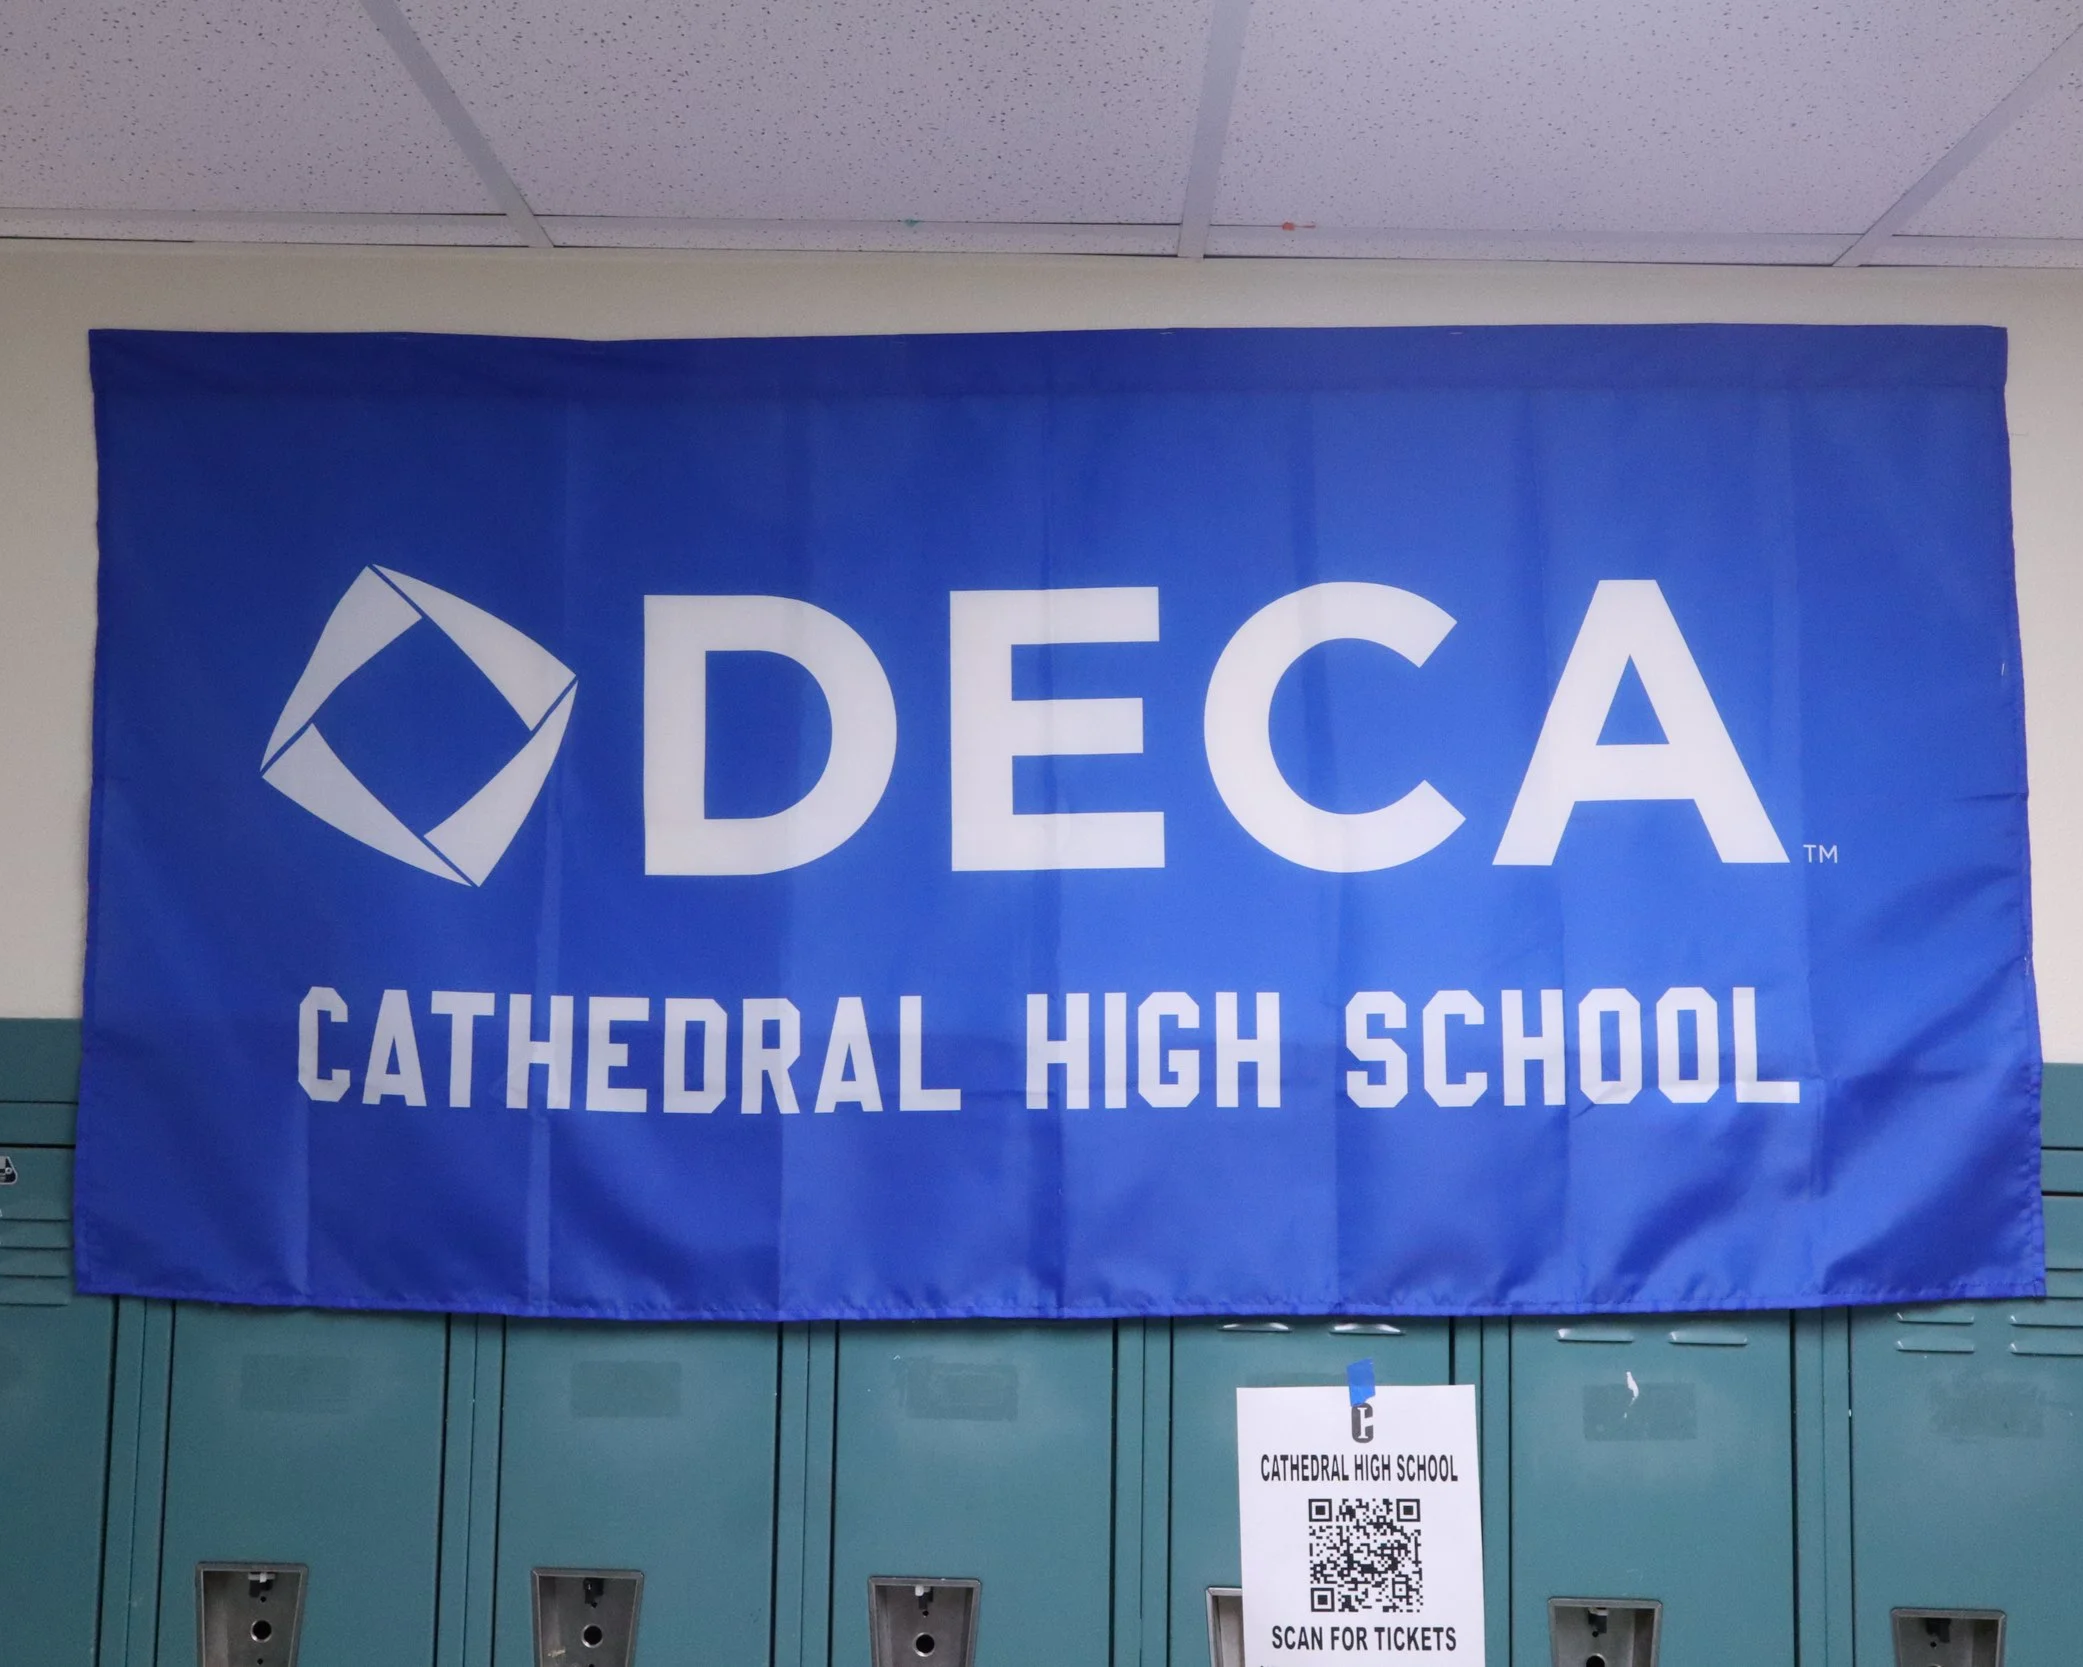 DECA™
CATHEDRAL HIGH SCHOOL
CATHEDRAL HIGH SCHOOL
SCAN FOR TICKETS